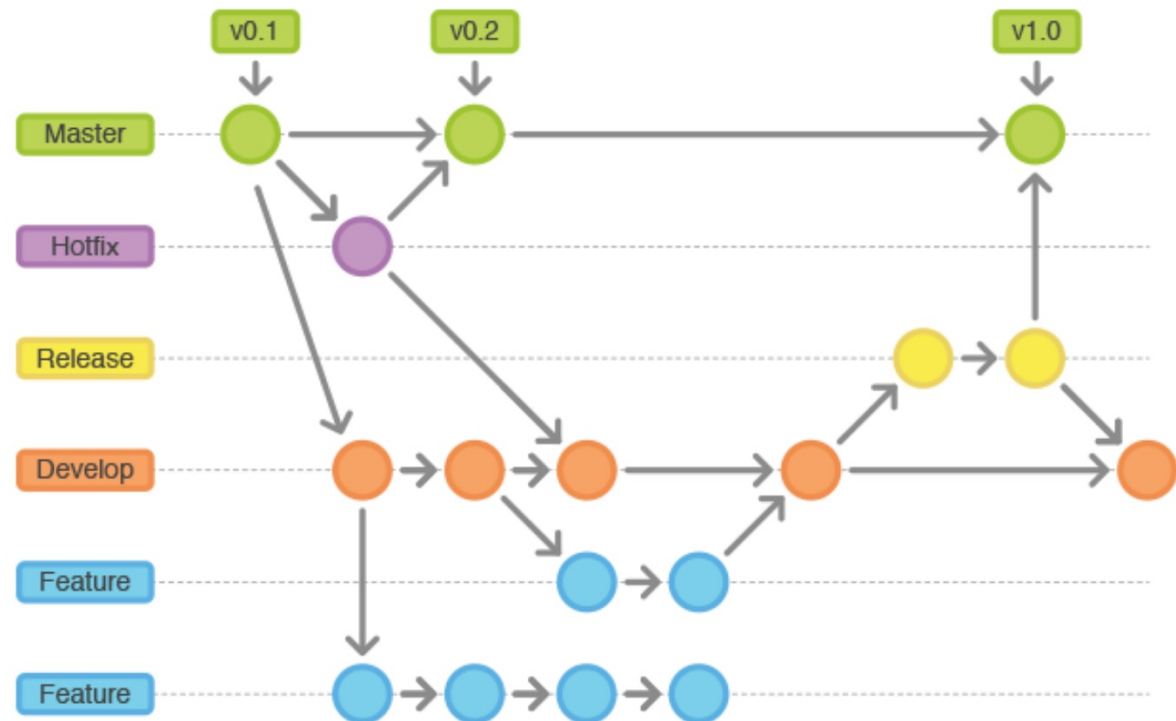 v0.1
v0.2
v1.0
Master
Hotfix
Release
Develop
Feature
Feature